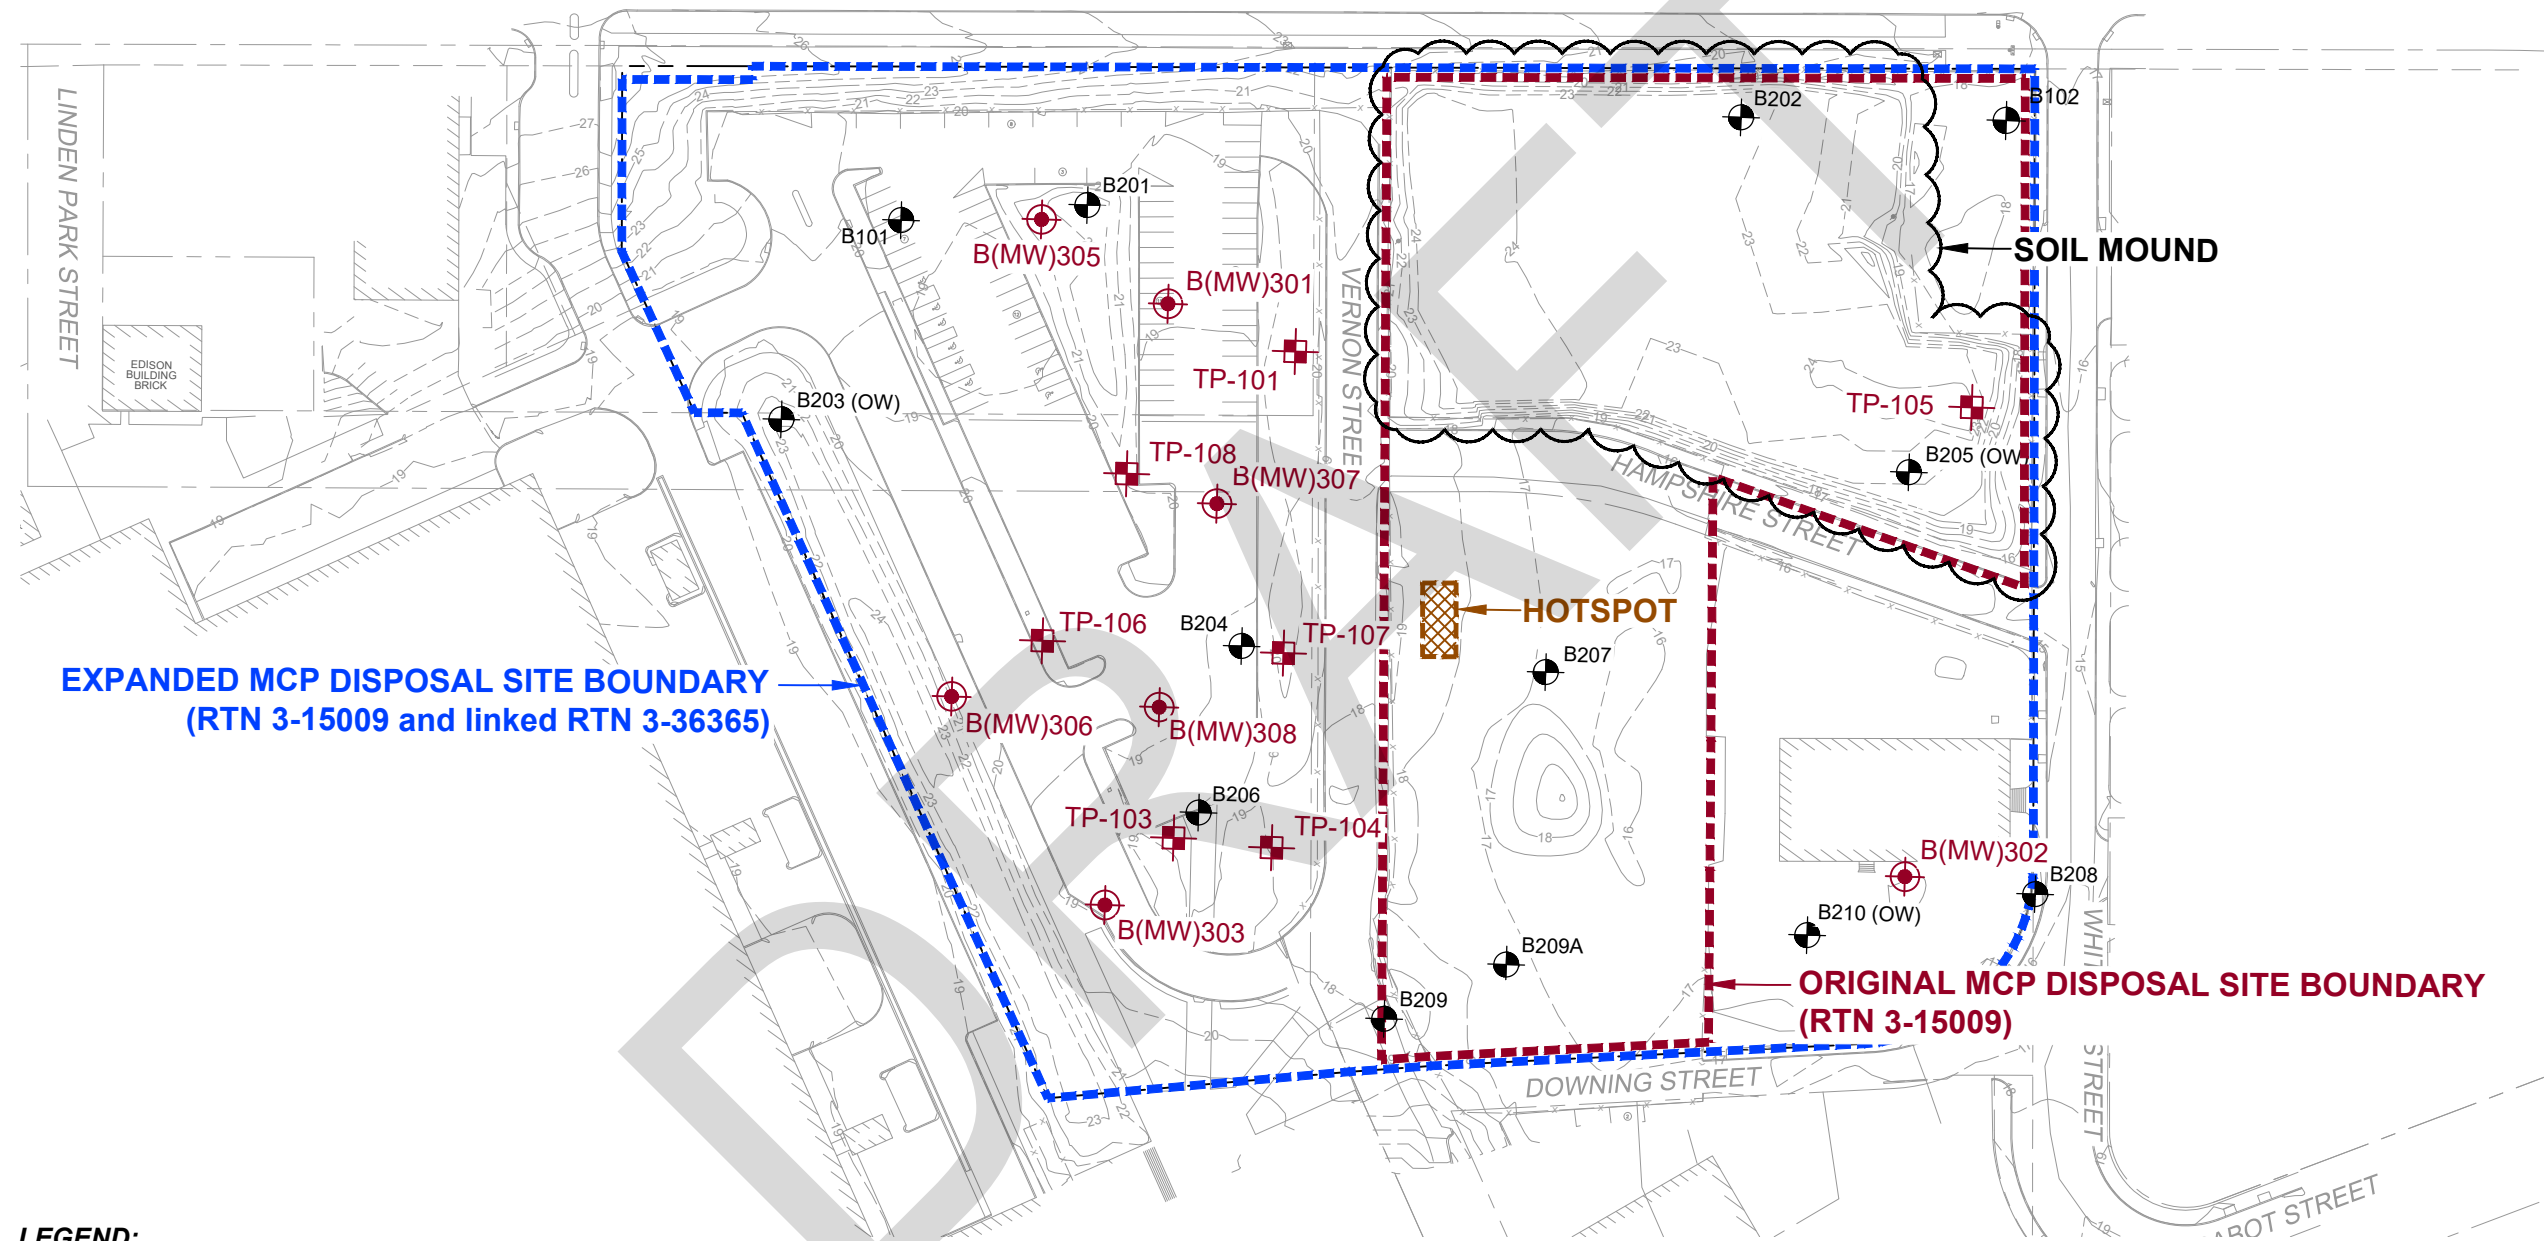 LINDEN PARK STREET
EDISON
BUILDING
BRICK
B202
B102
B201
B101
B(MW)305
SOIL MOUND
B(MW)301
VERNON STREET
TP-101
TP-105
B203 (OW)
TP-108
B205 (OW)
B(MW)307
HAMPSHIRE STREET
HOTSPOT
TP-106
B204
TP-107
B207
EXPANDED MCP DISPOSAL SITE BOUNDARY
(RTN 3-15009 and linked RTN 3-36365)
B(MW)306
B(MW)308
B206
TP-103
TP-104
B(MW)302
B208
B210 (OW)
B(MW)303
B209A
B209
ORIGINAL MCP DISPOSAL SITE BOUNDARY
(RTN 3-15009)
WHIT
STREET
DOWNING STREET
ABOT STREET
DRAFT
LEGEND: